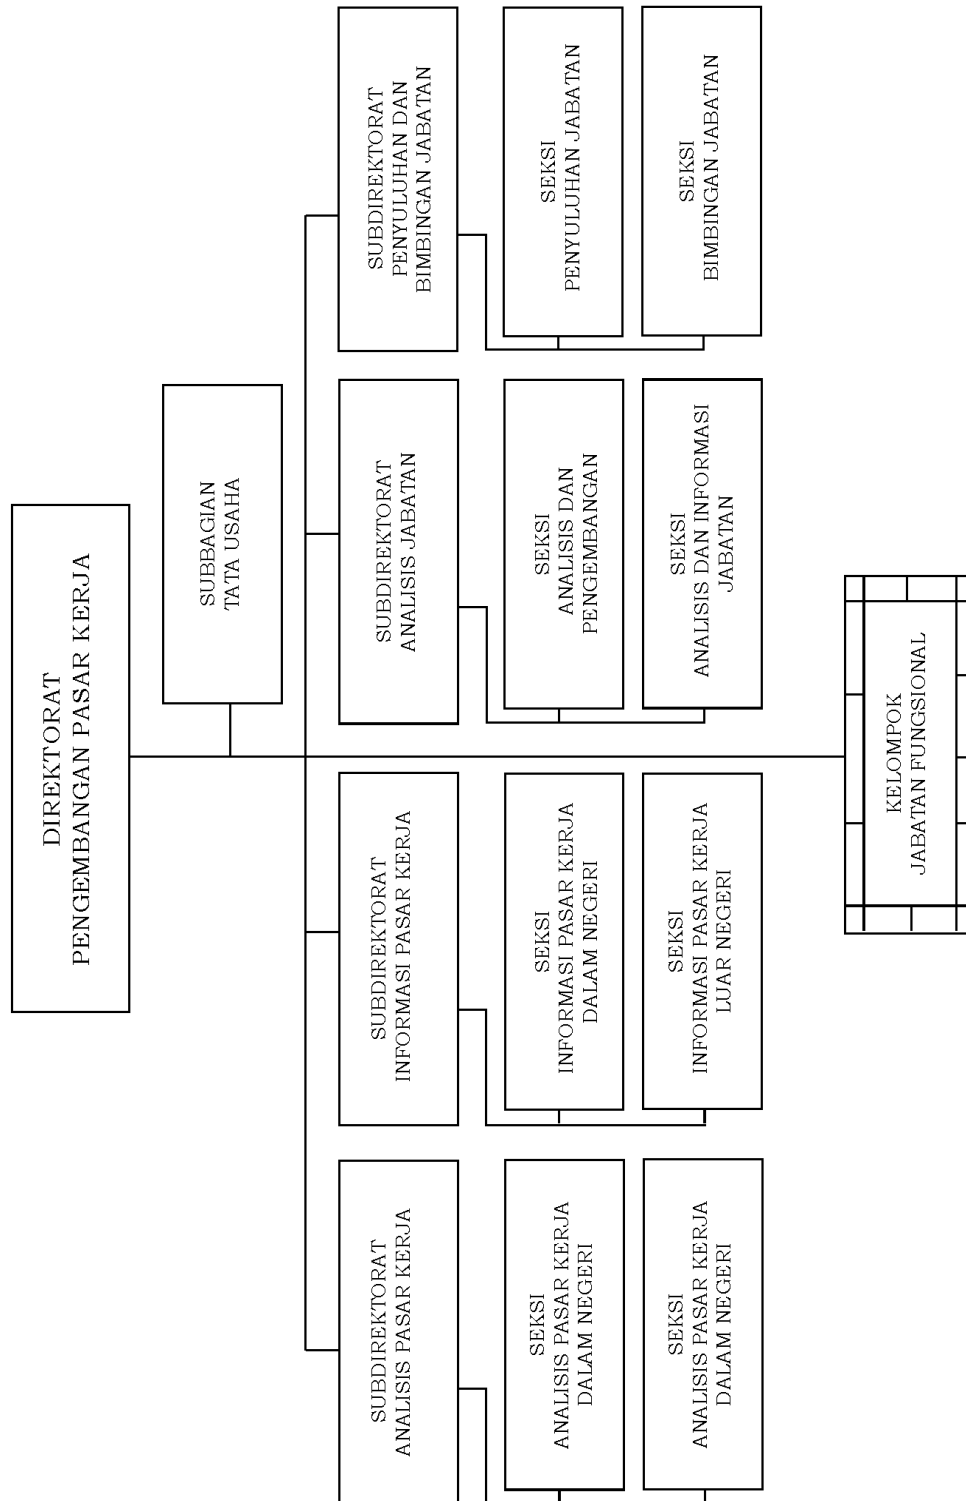 DIREKTORAT
PENGEMBANGAN PASAR KERJA
SUBBAGIAN
TATA USAHA
SUBDIREKTORAT
ANALISIS PASAR KERJA
SUBDIREKTORAT
INFORMASI PASAR KERJA
SUBDIREKTORAT
ANALISIS JABATAN
SUBDIREKTORAT
PENYULUHAN DAN
BIMBINGAN JABATAN
SEKSI
ANALISIS PASAR KERJA
DALAM NEGERI
SEKSI
INFORMASI PASAR KERJA
DALAM NEGERI
SEKSI
ANALISIS DAN
PENGEMBANGAN
SEKSI
PENYULUHAN JABATAN
SEKSI
ANALISIS PASAR KERJA
DALAM NEGERI
SEKSI
INFORMASI PASAR KERJA
LUAR NEGERI
SEKSI
ANALISIS DAN INFORMASI
JABATAN
SEKSI
BIMBINGAN JABATAN
KELOMPOK
JABATAN FUNGSIONAL